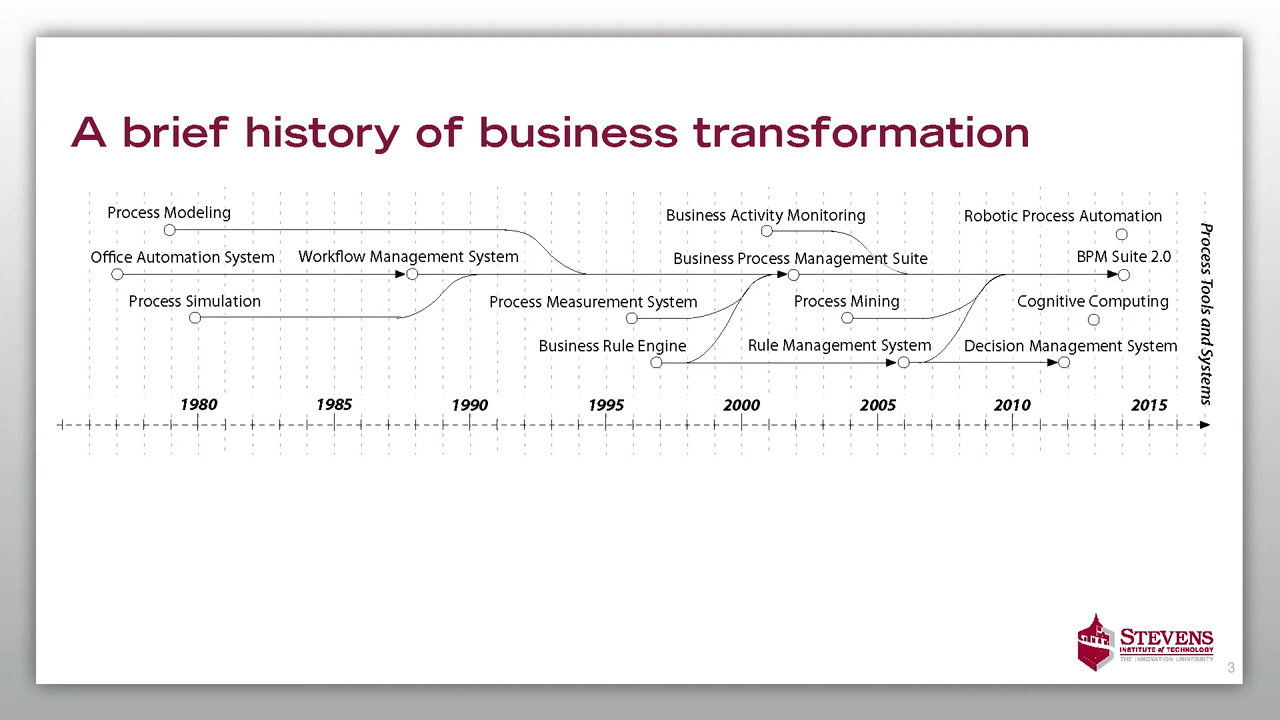 A brief history of business transformation
Process Modeling
Business Activity Monitoring
Robotic Process Automation
Office Automation System
Workflow Management System
Business Process Management Suite
BPM Suite 2.0
Process Simulation
Process Measurement System
Process Mining
Cognitive Computing
Business Rule Engine
Rule Management System
Decision Management System
Process Tools and Systems
1980
1985
1990
1995
2000
2005
2010
2015
STEVENS
INSTITUTE of TECHNOLOGY
THE INNOVATION UNIVERSITY
3